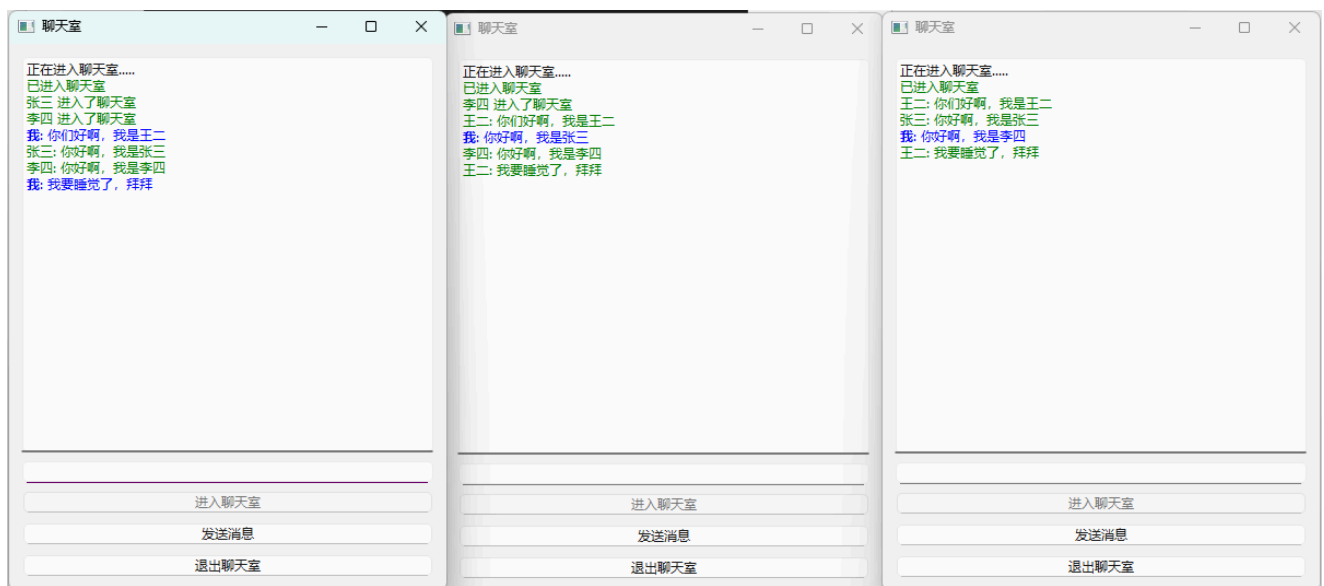 聊天室
正在进入聊天室.....
已进入聊天室
张三 进入了聊天室
李四 进入了聊天室
我: 你们好啊，我是王二
张三: 你好啊，我是张三
李四: 你好啊，我是李四
我: 我要睡觉了，拜拜
进入聊天室
发送消息
退出聊天室
聊天室
正在进入聊天室.....
已进入聊天室
李四 进入了聊天室
王二: 你们好啊，我是王二
我: 你好啊，我是张三
李四: 你好啊，我是李四
王二: 我要睡觉了，拜拜
进入聊天室
发送消息
退出聊天室
聊天室
正在进入聊天室.....
已进入聊天室
王二: 你们好啊，我是王二
张三: 你好啊，我是张三
我: 你好啊，我是李四
王二: 我要睡觉了，拜拜
进入聊天室
发送消息
退出聊天室